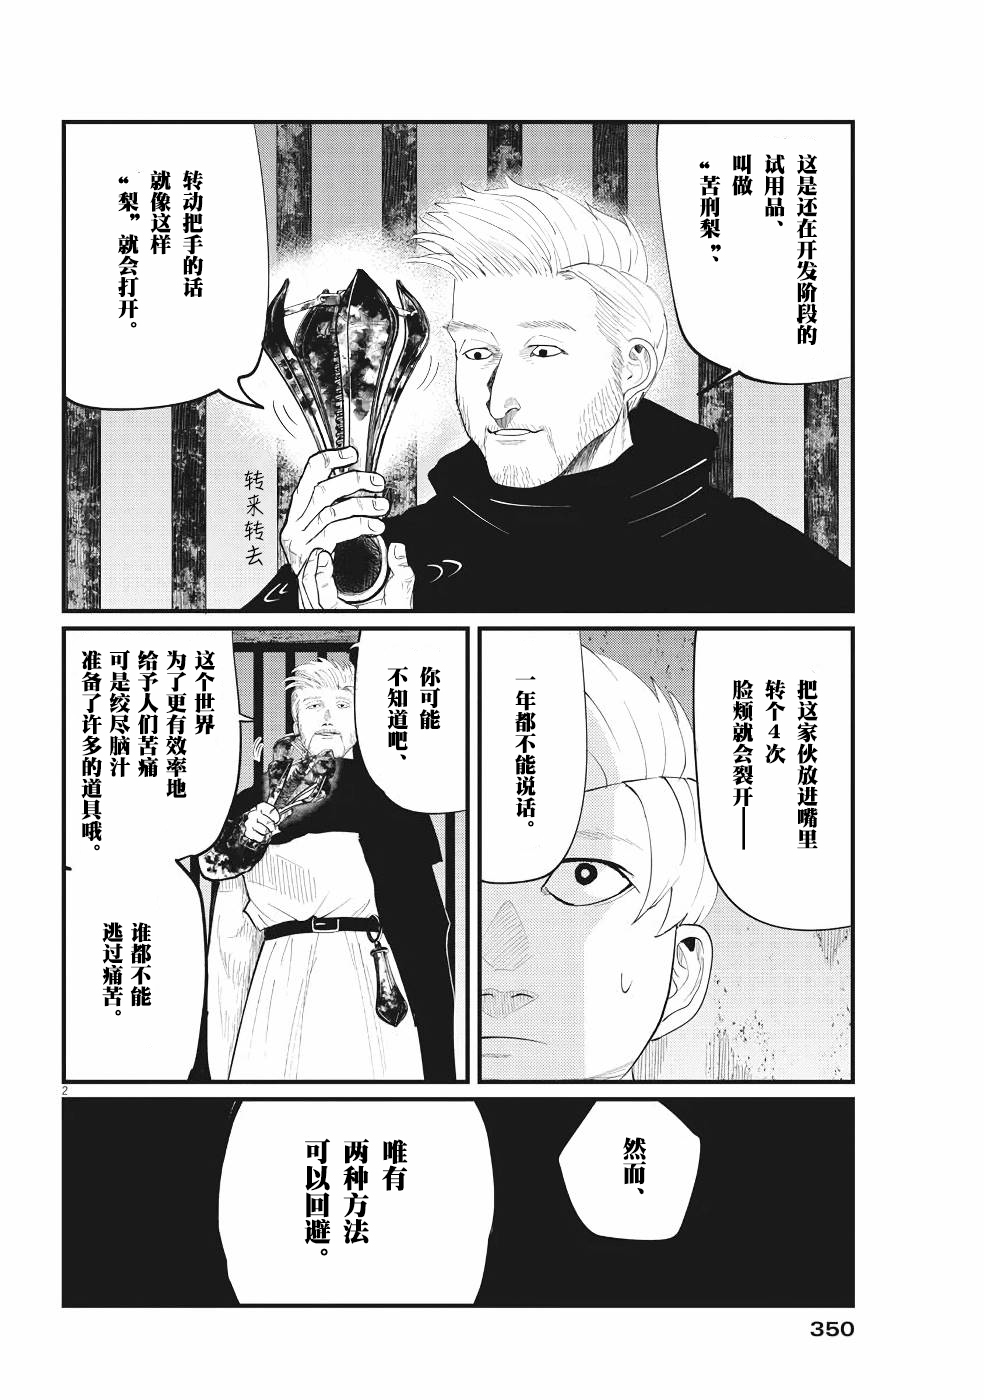 这是还在开发阶段的
试用品、
叫做
“苦刑梨”、
转动把手的话
就像这样
“梨”就会打开。
转来转去
把这家伙放进嘴里
转个4次
脸颊就会裂开——
一年都不能说话。
你可能
不知道吧、
这个世界
为了更有效率地
给予人们苦痛
可是绞尽脑汁
准备了许多的道具哦。
谁都不能
逃过痛苦。
2
然而、
唯有
两种方法
可以回避。
350